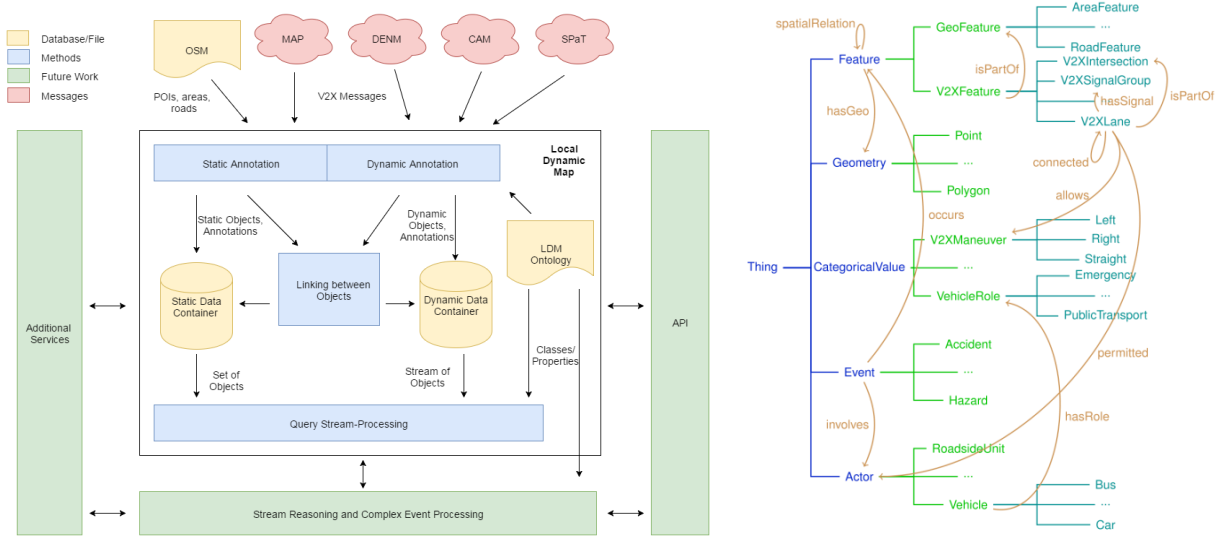 Database/File
Methods
Future Work
Messages
OSM
MAP
DENM
CAM
SPaT
POIs, areas,
roads
V2X Messages
Static Annotation
Dynamic Annotation
Local
Dynamic
Map
Static Objects,
Annotations
Dynamic
Objects,
Annotations
LDM
Ontology
Linking between
Objects
Static Data
Container
Dynamic Data
Container
Additional
Services
API
Set of
Objects
Stream of
Objects
Classes/
Properties
Query Stream-Processing
Stream Reasoning and Complex Event Processing
spatialRelation
Feature
GeoFeature
AreaFeature
...
RoadFeature
isPartOf
V2XFeature
V2XIntersection
V2XSignalGroup
hasSignal
isPartOf
V2XLane
hasGeo
Geometry
Point
...
Polygon
connected
allows
occurs
Thing
CategoricalValue
V2XManeuver
Left
Right
Straight
...
VehicleRole
Emergency
...
PublicTransport
permitted
Event
Accident
...
Hazard
involves
hasRole
Actor
RoadsideUnit
...
Vehicle
Bus
...
Car